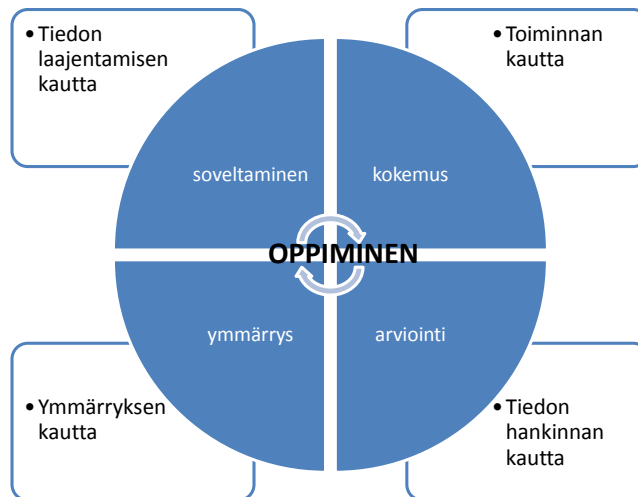 • Tiedon
laajentamisen
kautta
• Toiminnan
kautta
soveltaminen
kokemus
OPPIMINEN
ymmärrys
arviointi
• Ymmärryksen
kautta
• Tiedon
hankinnan
kautta